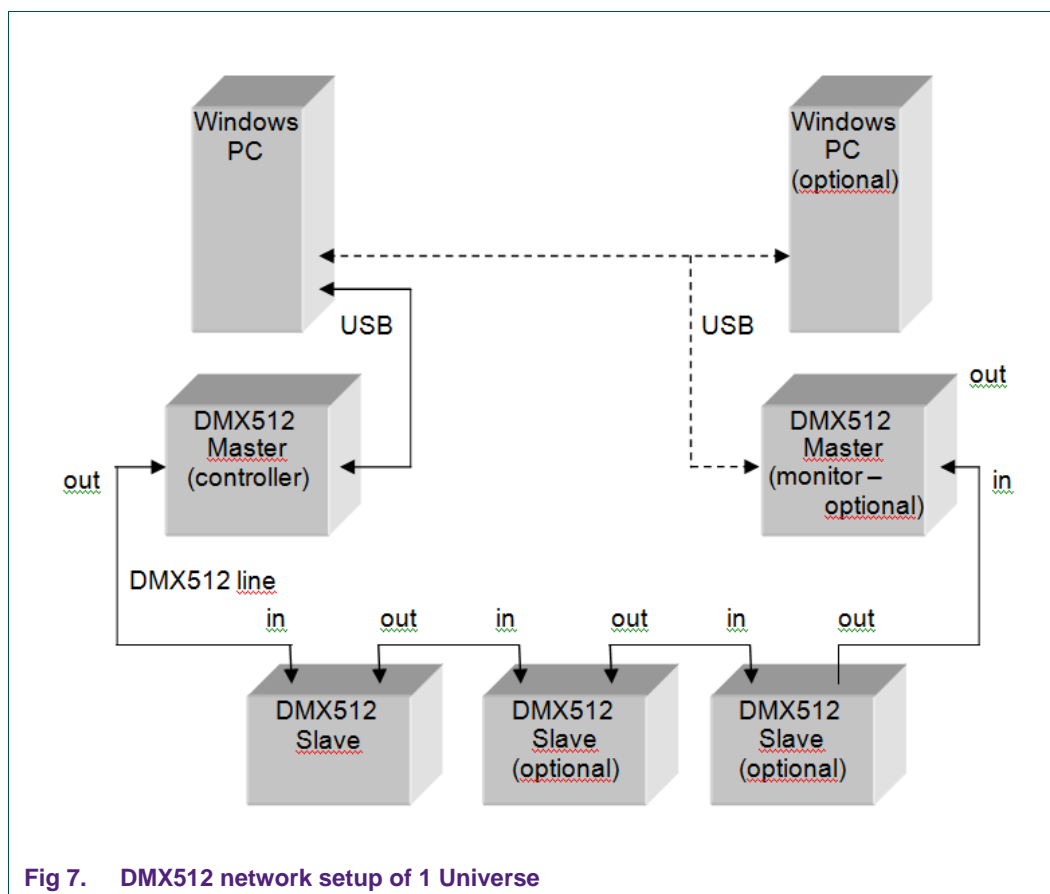 Windows
PC
Windows
PC
(optional)
USB
USB
DMX512
Master
(controller)
out
DMX512
Master
(monitor –
optional)
out
in
DMX512 line
in
out
in
out
in
out
DMX512
Slave
DMX512
Slave
(optional)
DMX512
Slave
(optional)
Fig 7. DMX512 network setup of 1 Universe